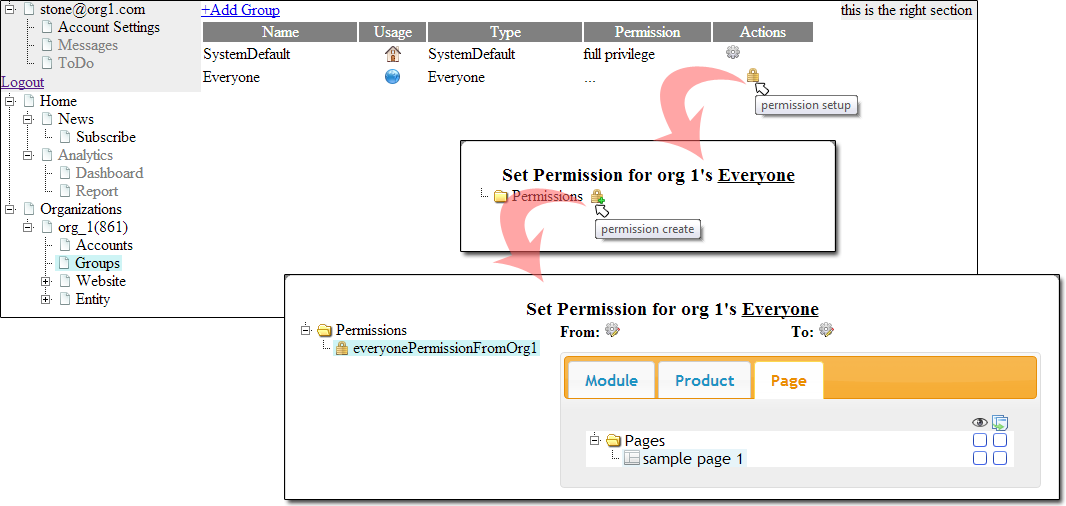 stone@org1.com
Account Settings
Messages
ToDo
Logout
Home
News
Subscribe
Analytics
Dashboard
Report
Organizations
org_1(861)
Accounts
Groups
Website
Entity
+Add Group
this is the right section
Name Usage Type Permission Actions
SystemDefault SystemDefault full privilege
Everyone Everyone ...
permission setup
Set Permission for org 1's Everyone
Permissions
permission create
Set Permission for org 1's Everyone
Permissions
everyonePermissionFromOrg1
From: To:
Module Product Page
Pages
sample page 1